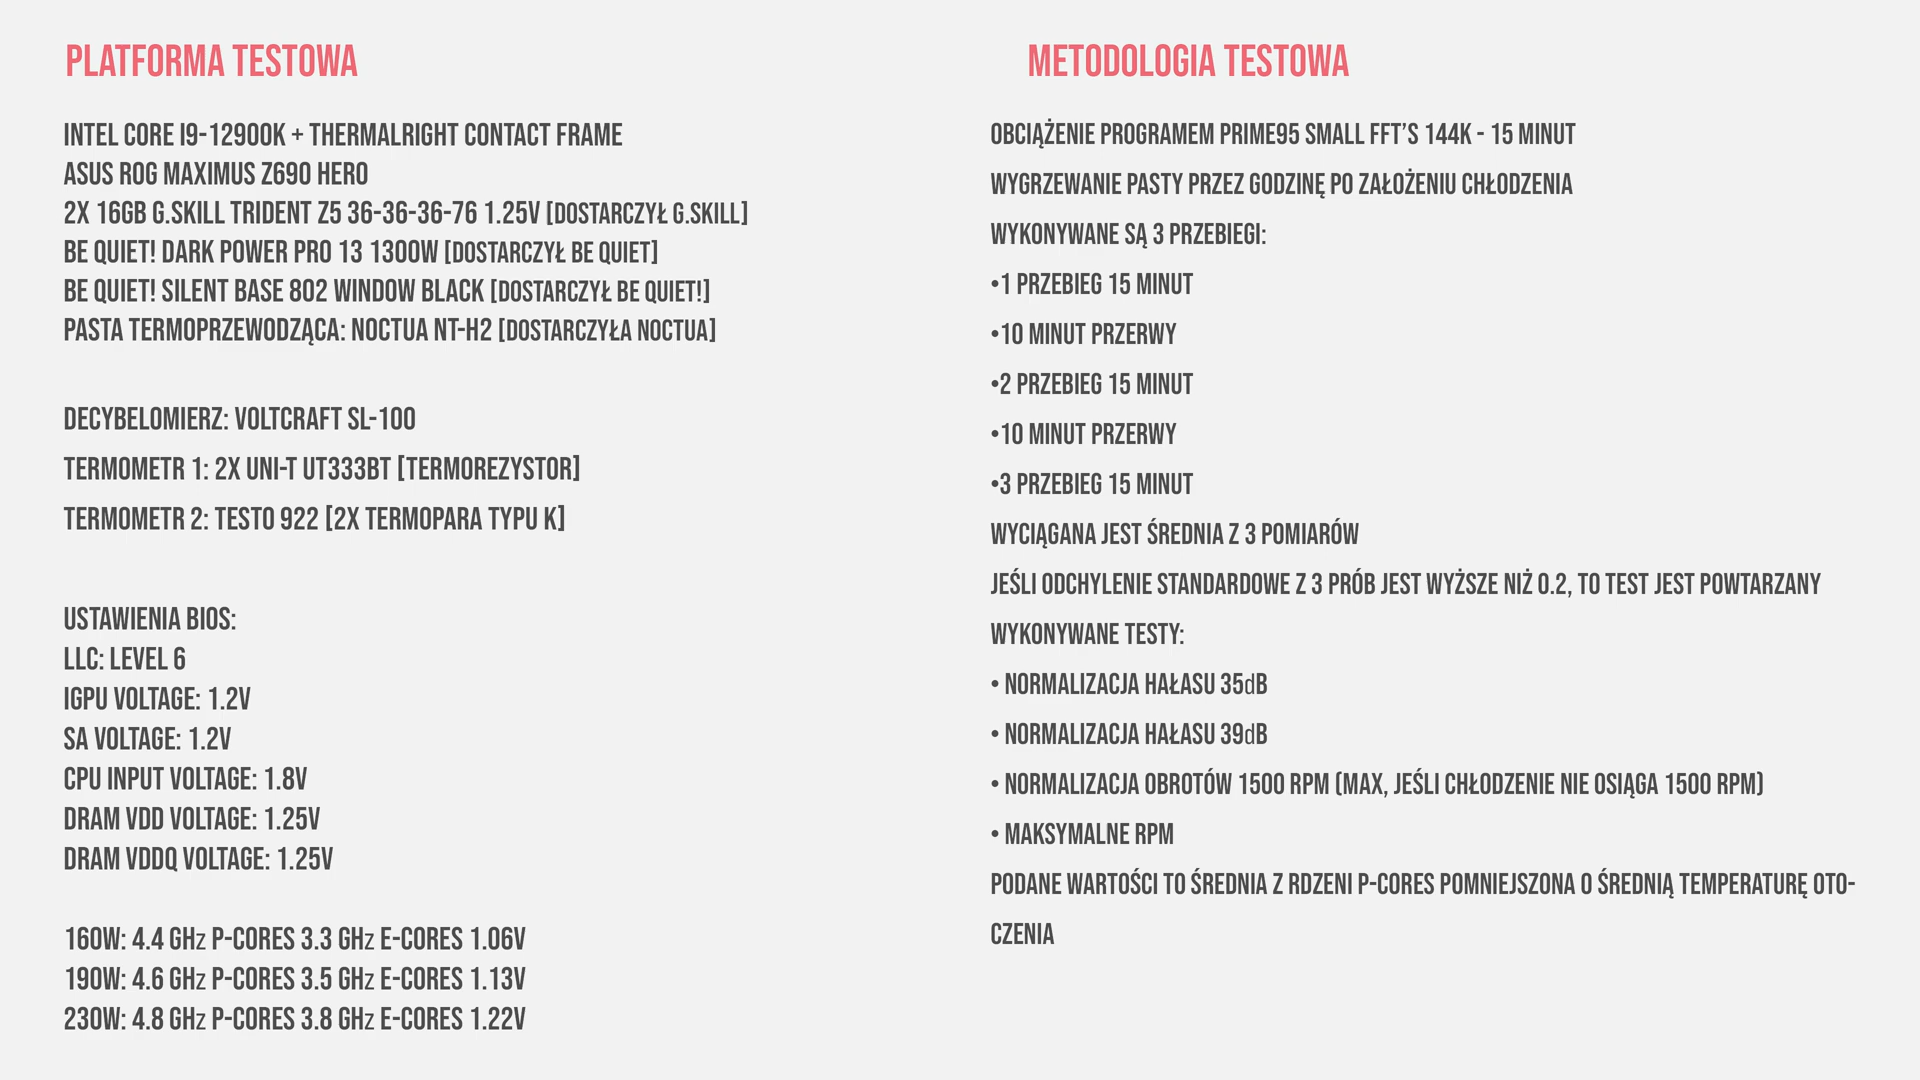 PLATFORMA TESTOWA
INTEL CORE I9-12900K + THERMALRIGHT CONTACT FRAME
ASUS ROG MAXIMUS Z690 HERO
2X 16GB G.SKILL TRIDENT Z5 36-36-36-76 1.25V [DOSTARCZYŁ G.SKILL]
BE QUIET! DARK POWER PRO 13 1300W [DOSTARCZYŁ BE QUIET]
BE QUIET! SILENT BASE 802 WINDOW BLACK [DOSTARCZYŁ BE QUIET!]
PASTA TERMOPRZEWODZĄCA: NOCTUA NT-H2 [DOSTARCZYŁA NOCTUA]
DECYBELOMIERZ: VOLTCRAFT SL-100
TERMOMETR 1: 2X UNI-T UT333BT [TERMOREZYSTOR]
TERMOMETR 2: TESTO 922 [2X TERMOPARA TYPU K]
USTAWIENIA BIOS:
LLC: LEVEL 6
IGPU VOLTAGE: 1.2V
SA VOLTAGE: 1.2V
CPU INPUT VOLTAGE: 1.8V
DRAM VDD VOLTAGE: 1.25V
DRAM VDDQ VOLTAGE: 1.25V
160W: 4.4 GHz P-CORES 3.3 GHz E-CORES 1.06V
190W: 4.6 GHz P-CORES 3.5 GHz E-CORES 1.13V
230W: 4.8 GHz P-CORES 3.8 GHz E-CORES 1.22V
METODOLOGIA TESTOWA
OBCIĄŻENIE PROGRAMEM PRIME95 SMALL FFT’S 144K - 15 MINUT
WYGRZEWANIE PASTY PRZEZ GODZINĘ PO ZAŁOŻENIU CHŁODZENIA
WYKONYWANE SĄ 3 PRZEBIEGI:
•1 PRZEBIEG 15 MINUT
•10 MINUT PRZERWY
•2 PRZEBIEG 15 MINUT
•10 MINUT PRZERWY
•3 PRZEBIEG 15 MINUT
WYCIĄGANA JEST ŚREDNIA Z 3 POMIARÓW
JEŚLI ODCHYLENIE STANDARDOWE Z 3 PRÓB JEST WYŻSZE NIŻ 0.2, TO TEST JEST POWTARZANY
WYKONYWANE TESTY:
• NORMALIZACJA HAŁASU 35dB
• NORMALIZACJA HAŁASU 39dB
• NORMALIZACJA OBROTÓW 1500 RPM (MAX, JEŚLI CHŁODZENIE NIE OSIĄGA 1500 RPM)
• MAKSYMALNE RPM
PODANE WARTOŚCI TO ŚREDNIA Z RDZENI P-CORES POMNIEJSZONA O ŚREDNIĄ TEMPERATURĘ OTO-
CZENIA